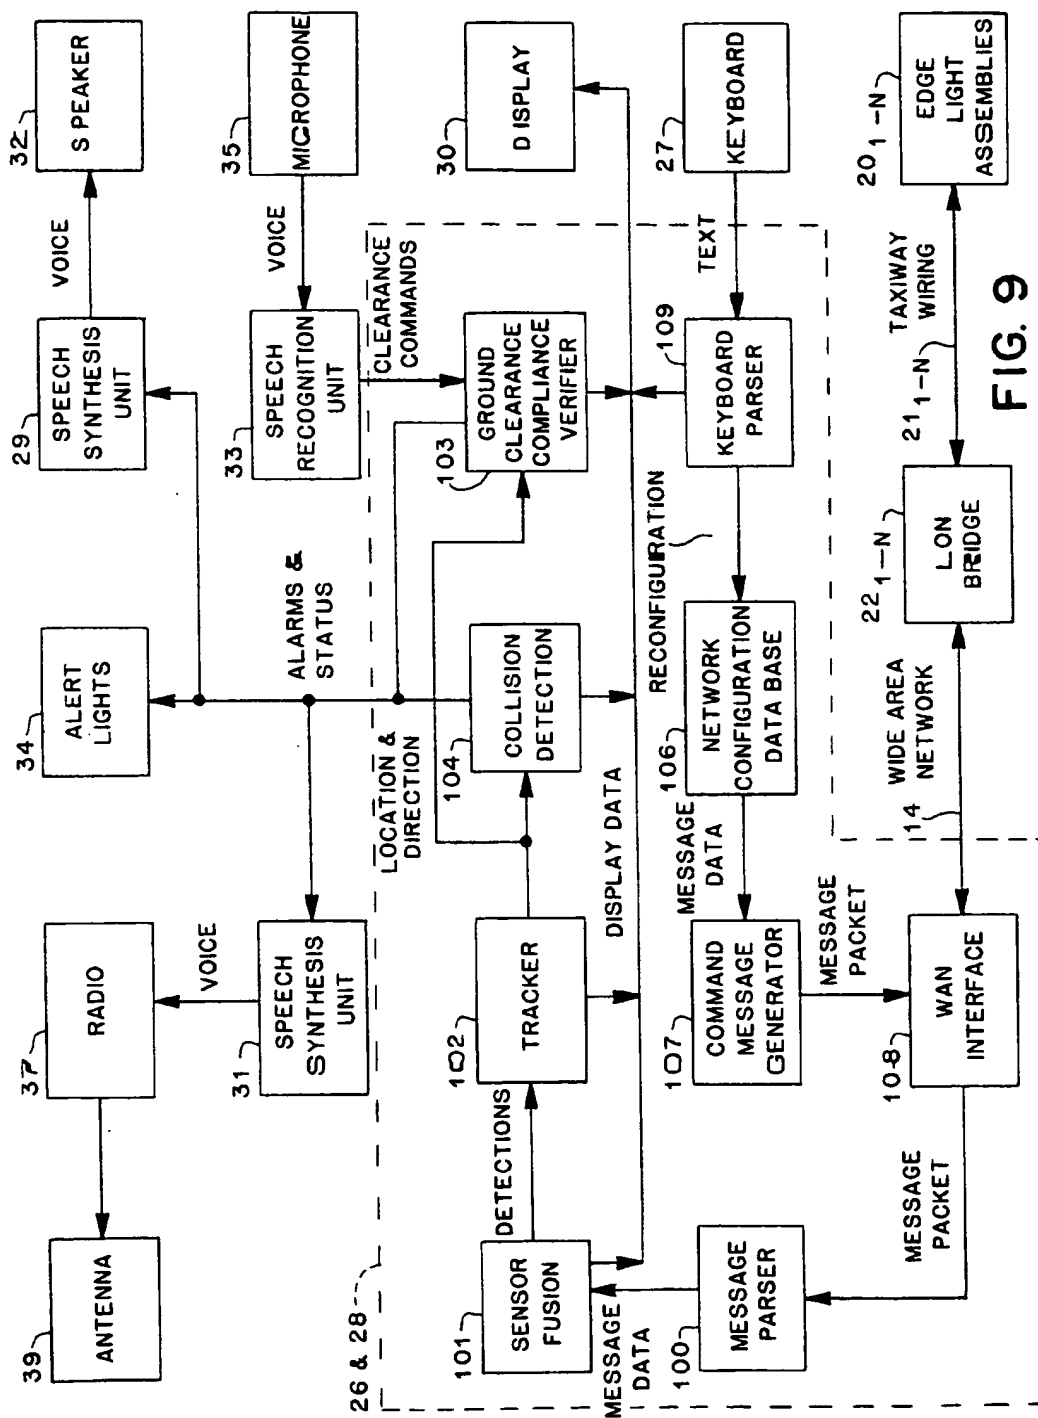 39
ANTENNA
37
RADIO
34
ALERT
LIGHTS
29
SPEECH
SYNTHESIS
UNIT
VOICE
32
SPEAKER
VOICE
31
SPEECH
SYNTHESIS
UNIT
ALARMS &
STATUS
33
SPEECH
RECOGNITION
UNIT
VOICE
35
MICROPHONE
26 & 28
LOCATION &
DIRECTION
CLEARANCE
COMMANDS
101
SENSOR
FUSION
DETECTIONS
102
TRACKER
104
COLLISION
DETECTION
103
GROUND
CLEARANCE
COMPLIANCE
VERIFIER
30
DISPLAY
MESSAGE
DATA
DISPLAY DATA
RECONFIGURATION
100
MESSAGE
PARSER
107
COMMAND
MESSAGE
GENERATOR
MESSAGE
DATA
106
NETWORK
CONFIGURATION
DATA BASE
109
KEYBOARD
PARSER
TEXT
27
KEYBOARD
MESSAGE
PACKET
MESSAGE
PACKET
108
WAN
INTERFACE
14
WIDE AREA
NETWORK
22 1-N
LON
BRIDGE
21 1-N
TAXIWAY
WIRING
20 1-N
EDGE
LIGHT
ASSEMBLIES
FIG. 9